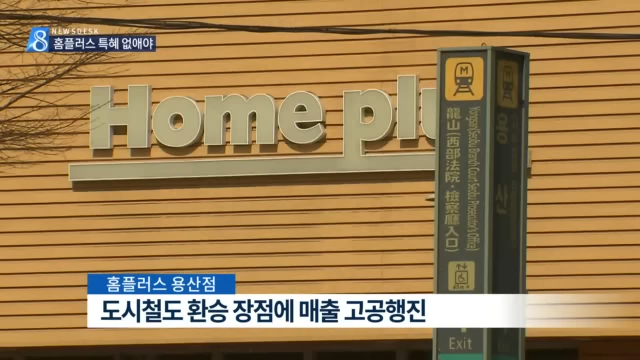 8 NEWSDESK
홈플러스 특혜 없애야
Home plu
M
龍山(西部法院·檢察廳入口)
용산
Exit
홈플러스 용산점
도시철도 환승 장점에 매출 고공행진